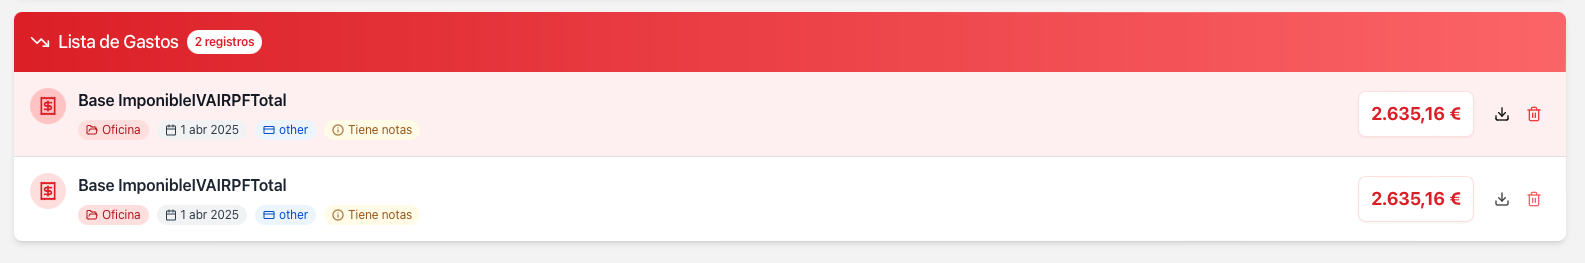 Lista de Gastos 2 registros
Base ImponibleIVAIRPFTotal
Oficina 1 abr 2025 other Tiene notas
2.635,16 €
Base ImponibleIVAIRPFTotal
Oficina 1 abr 2025 other Tiene notas
2.635,16 €